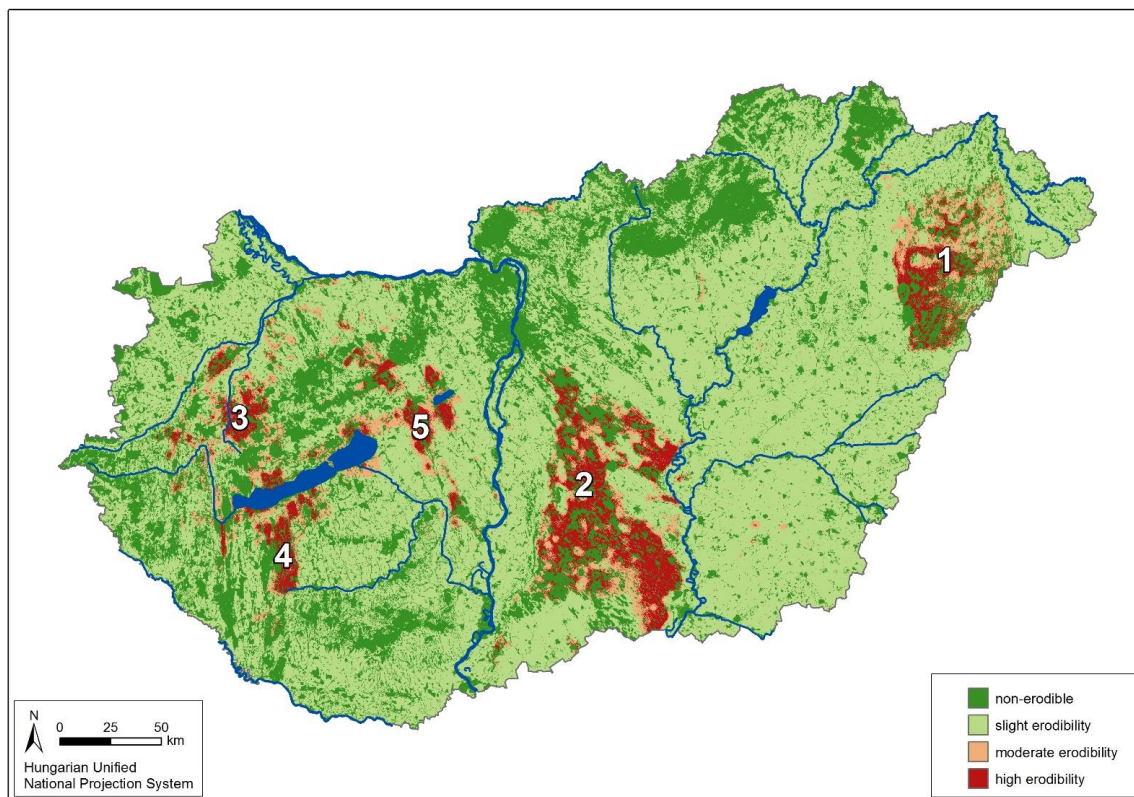 1
2
3
4
5
N
0 25 50
km
Hungarian Unified
National Projection System
non-erodible
slight erodibility
moderate erodibility
high erodibility